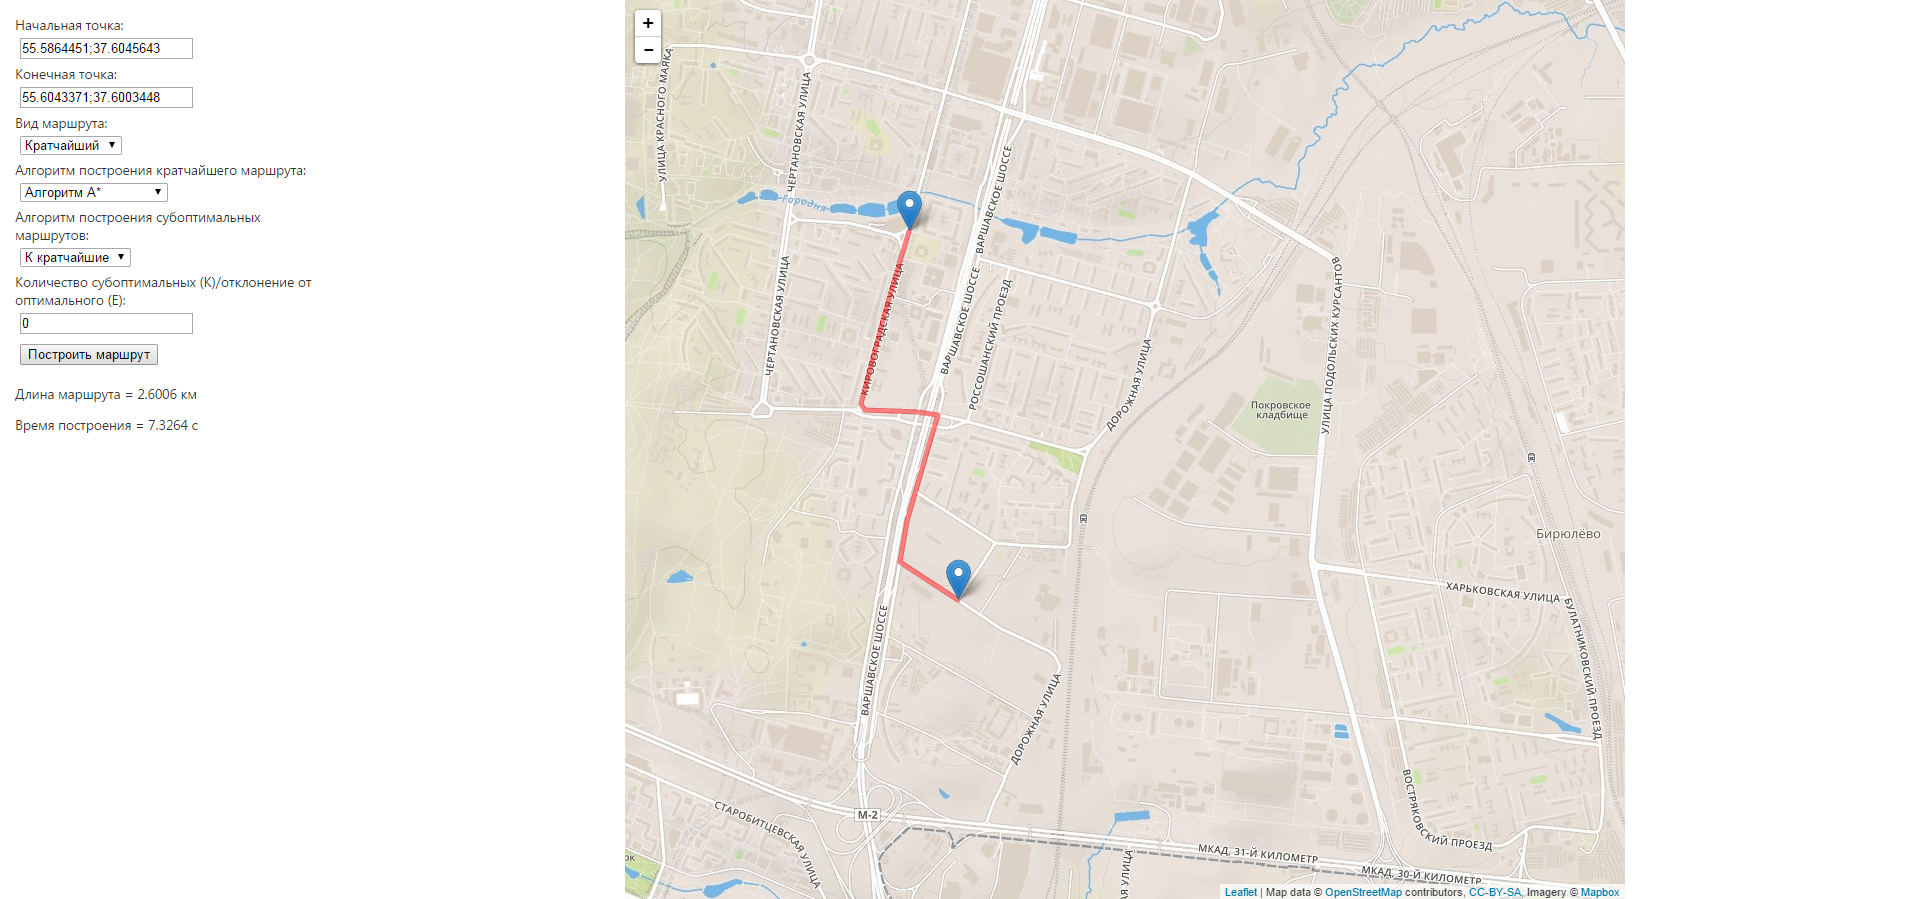 Начальная точка:
55.5864451;37.6045643
Конечная точка:
55.6043371;37.6003448
Вид маршрута:
Кратчайший
Алгоритм построения кратчайшего маршрута:
Алгоритм A*
Алгоритм построения субоптимальных
маршрутов:
К кратчайшие
Количество субоптимальных (К)/отклонение от
оптимального (Е):
0
Построить маршрут
Длина маршрута = 2.6006 км
Время построения = 7.3264 с
+
−
УЛИЦА КРАСНОГО МАЯКА
ЧЕРТАНОВСКАЯ УЛИЦА
Городня
ВАРШАВСКОЕ ШОССЕ
ЧЕРТАНОВСКАЯ УЛИЦА
КИРОВОГРАДСКАЯ УЛИЦА
ВАРШАВСКОЕ ШОССЕ
РОССОШАНСКИЙ ПРОЕЗД
ДОРОЖНАЯ УЛИЦА
УЛИЦА ПОДОЛЬСКИХ КУРСАНТОВ
Покровское
кладбище
Бирюлёво
ХАРЬКОВСКАЯ УЛИЦА
БУЛАТНИКОВСКИЙ ПРОЕЗД
ВАРШАВСКОЕ ШОССЕ
ДОРОЖНАЯ УЛИЦА
ВОСТРЯКОВСКИЙ ПРОЕЗД
М-2
СТАРОБИТЦЕВСКАЯ УЛИЦА
МКАД, 31-Й КИЛОМЕТР
МКАД, 30-Й КИЛОМЕТР
ОК
АЯ УЛИЦА
Leaflet | Map data © OpenStreetMap contributors, CC-BY-SA, Imagery © Mapbox